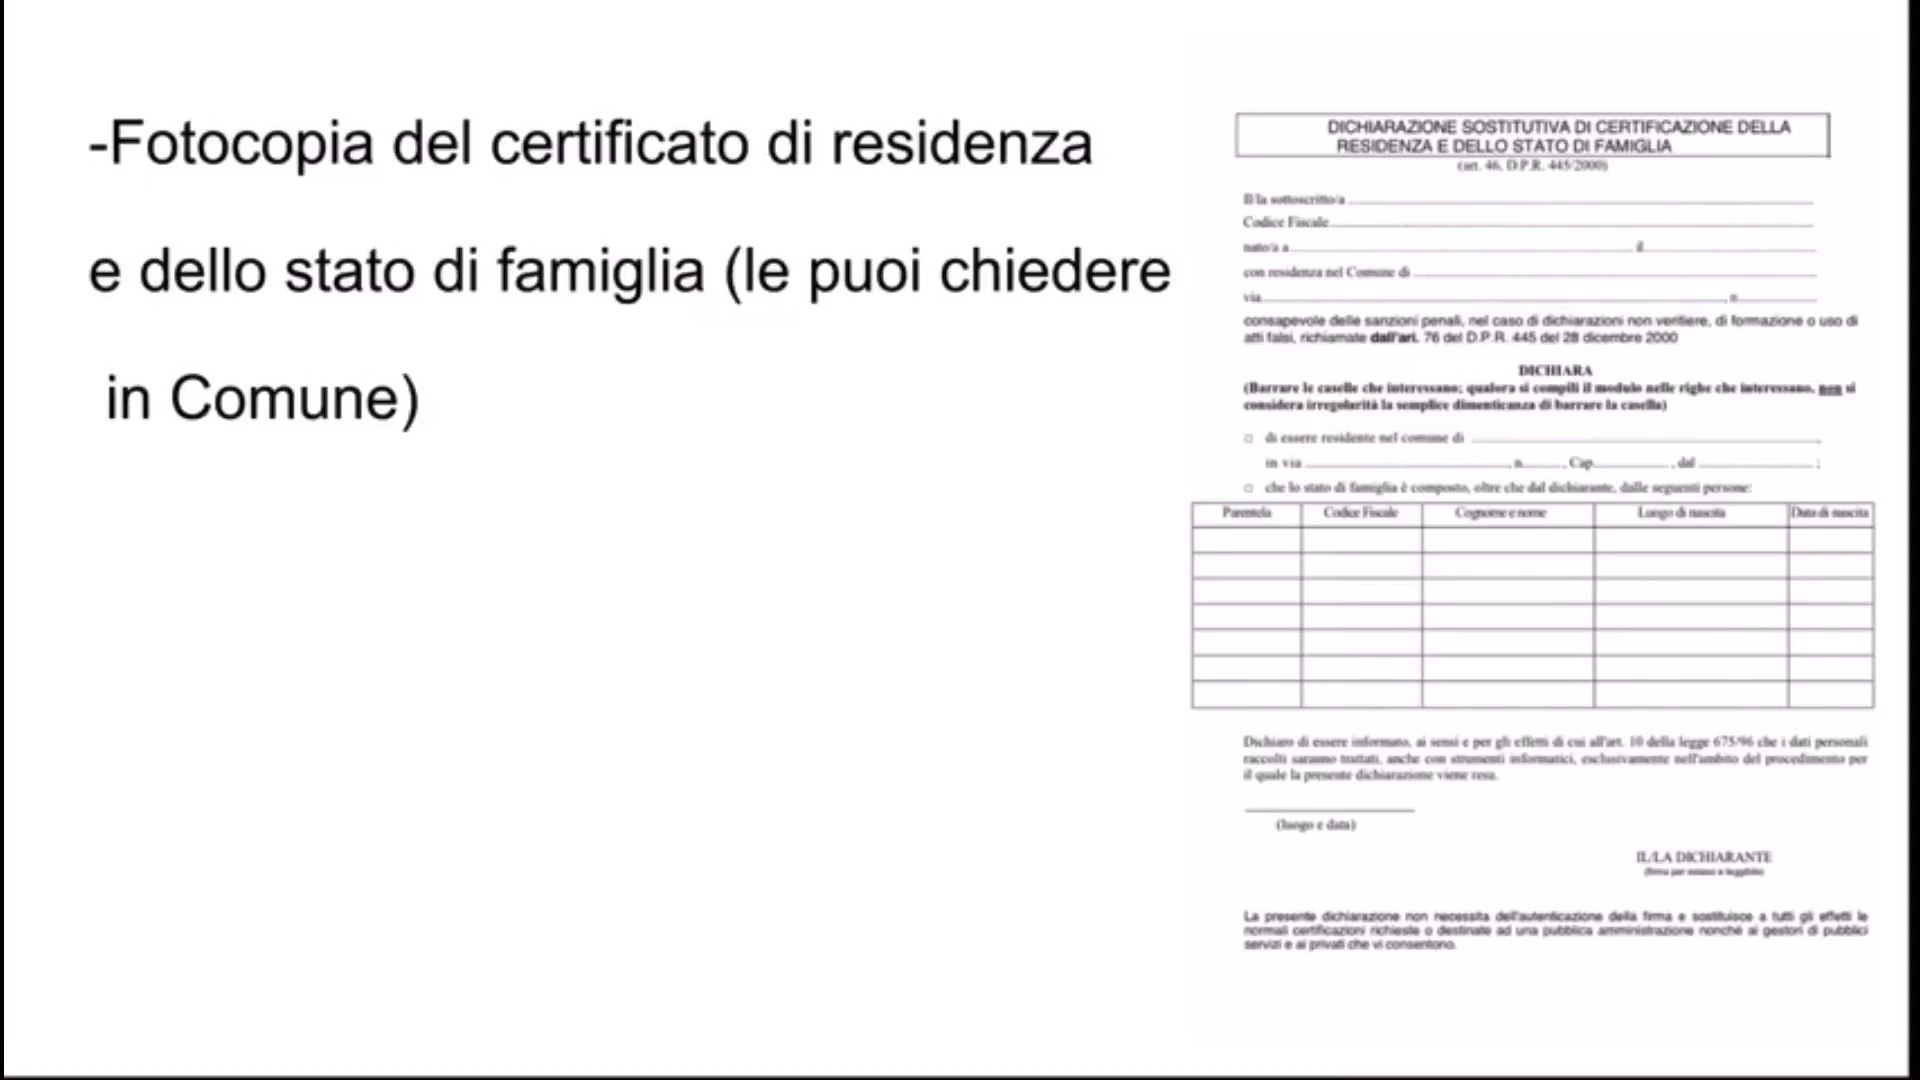 -Fotocopia del certificato di residenza
e dello stato di famiglia (le puoi chiedere
in Comune)
DICHIARAZIONE SOSTITUTIVA DI CERTIFICAZIONE DELLA
RESIDENZA E DELLO STATO DI FAMIGLIA
(art. 46, D.P.R. 445/2000)
Il/la sottoscritto/a
Codice Fiscale
nato/a a il
con residenza nel Comune di
via , n.
consapevole delle sanzioni penali, nel caso di dichiarazioni non veritiere, di formazione o uso di
atti falsi, richiamate dall'art. 76 del D.P.R. 445 del 28 dicembre 2000
DICHIARA
(Barrare le caselle che interessano; qualora si compili il modulo nelle righe che interessano, non si
considera irregolarità la semplice dimenticanza di barrare la casella)
□ di essere residente nel comune di ,
in via , n. , Cap , dal ;
□ che lo stato di famiglia è composto, oltre che dal dichiarante, dalle seguenti persone:
Parentela Codice Fiscale Cognome e nome Luogo di nascita Data di nascita
Dichiaro di essere informato, ai sensi e per gli effetti di cui all'art. 10 della legge 675/96 che i dati personali
raccolti saranno trattati, anche con strumenti informatici, esclusivamente nell'ambito del procedimento per
il quale la presente dichiarazione viene resa.
(luogo e data)
IL/LA DICHIARANTE
(firma per esteso e leggibile)
La presente dichiarazione non necessita dell'autenticazione della firma e sostituisce a tutti gli effetti le
normali certificazioni richieste o destinate ad una pubblica amministrazione nonché ai gestori di pubblici
servizi e ai privati che vi consentono.